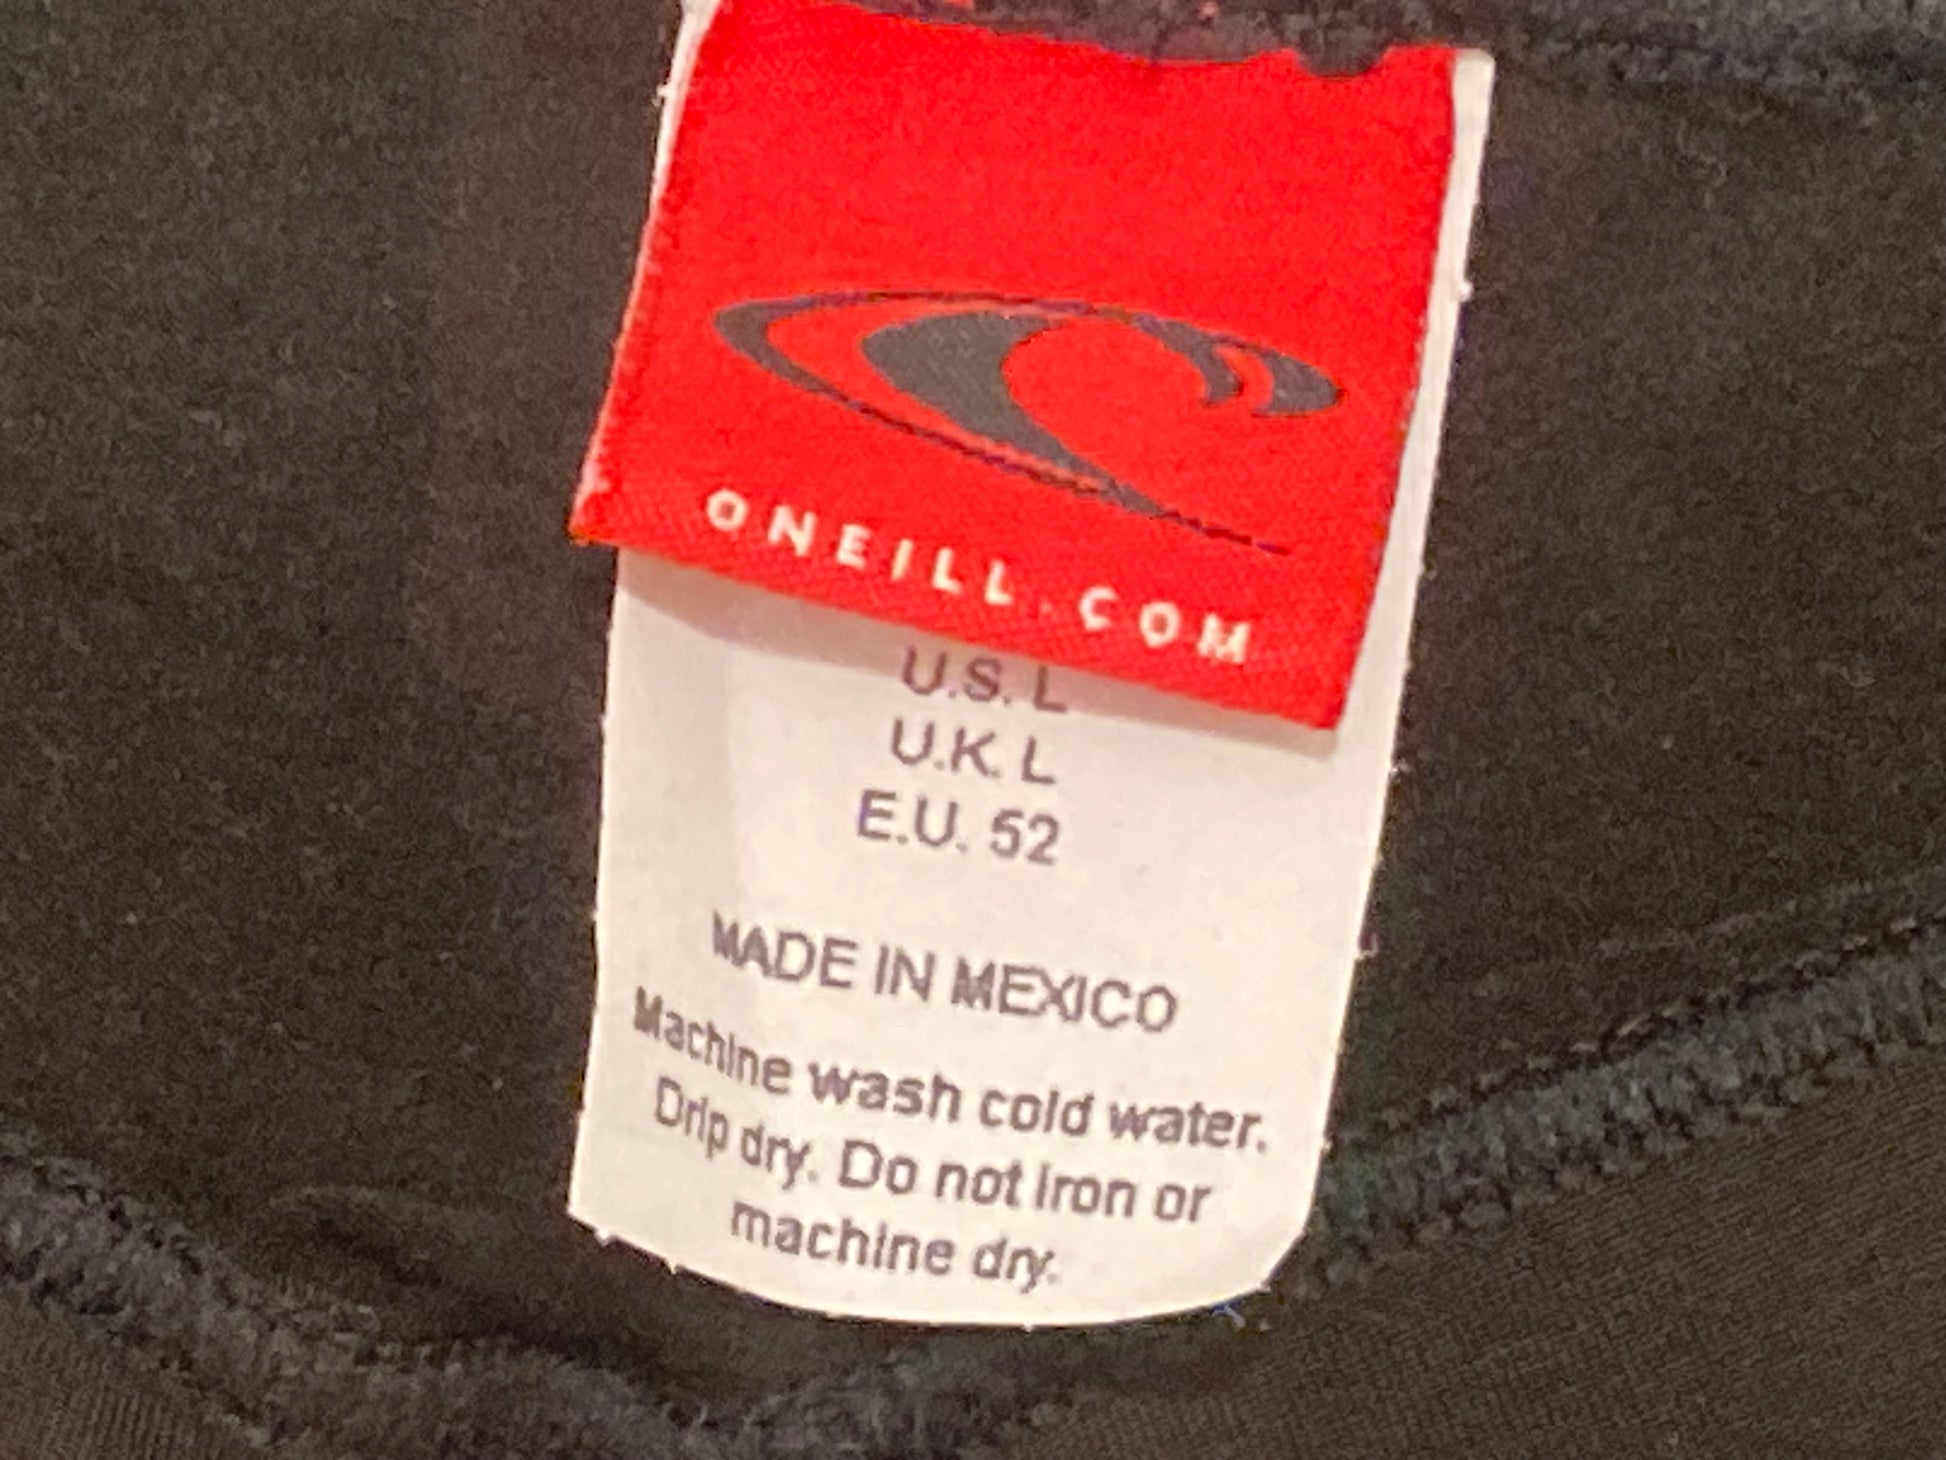 ONEILL.COM
U.S. L
U.K. L
E.U. 52
MADE IN MEXICO
Machine wash cold water.
Drip dry. Do not iron or
machine dry.